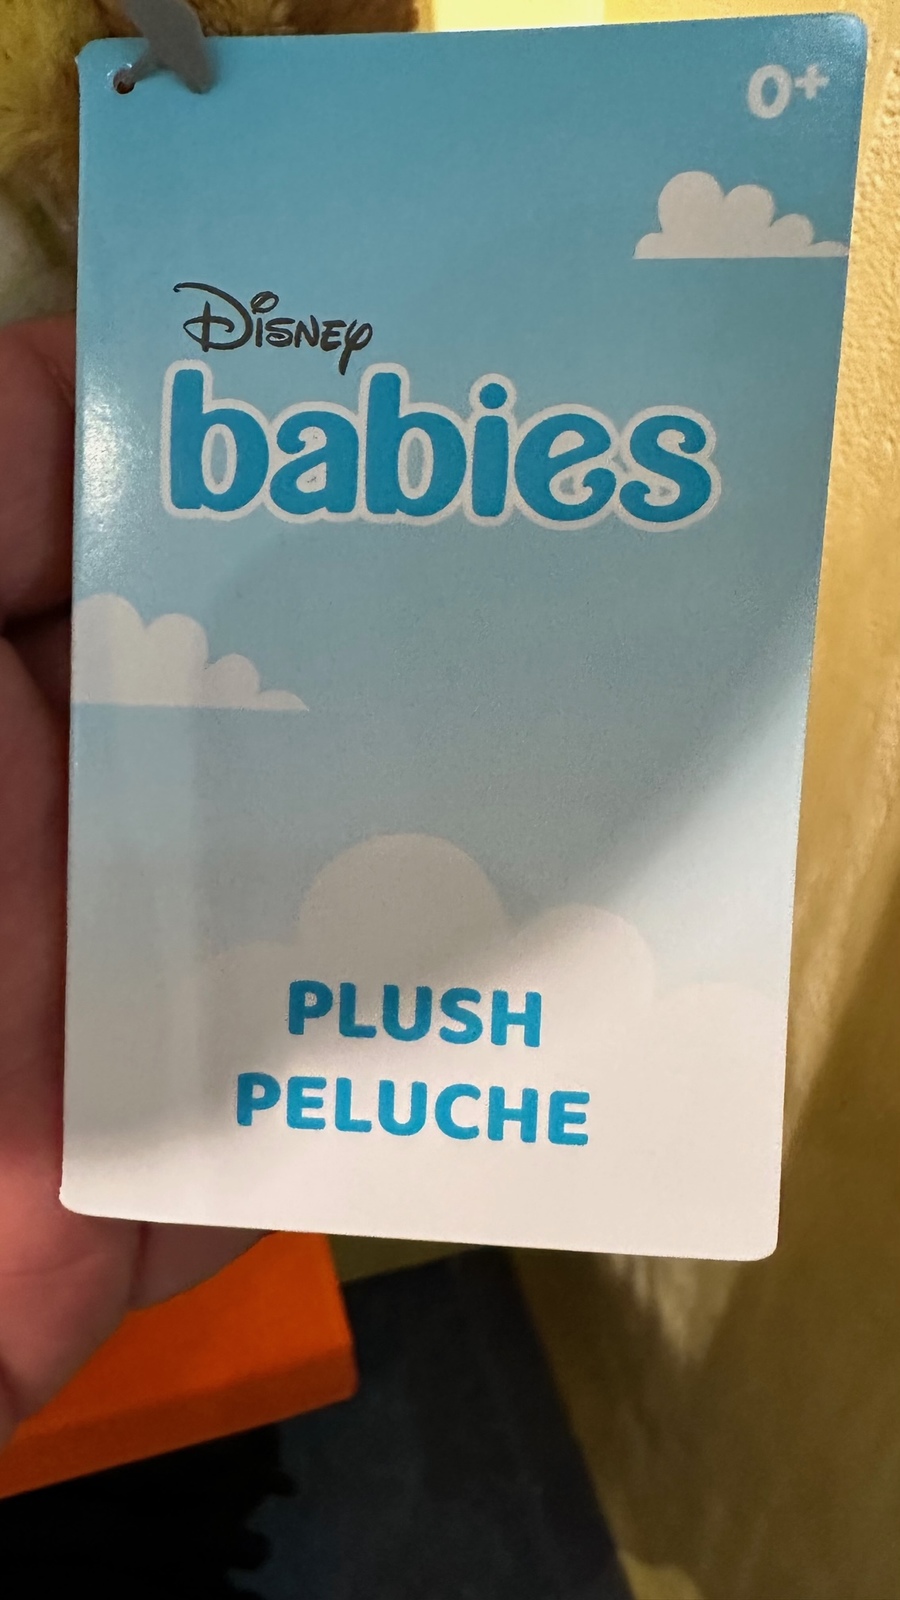 0+
Disney
babies
PLUSH
PELUCHE